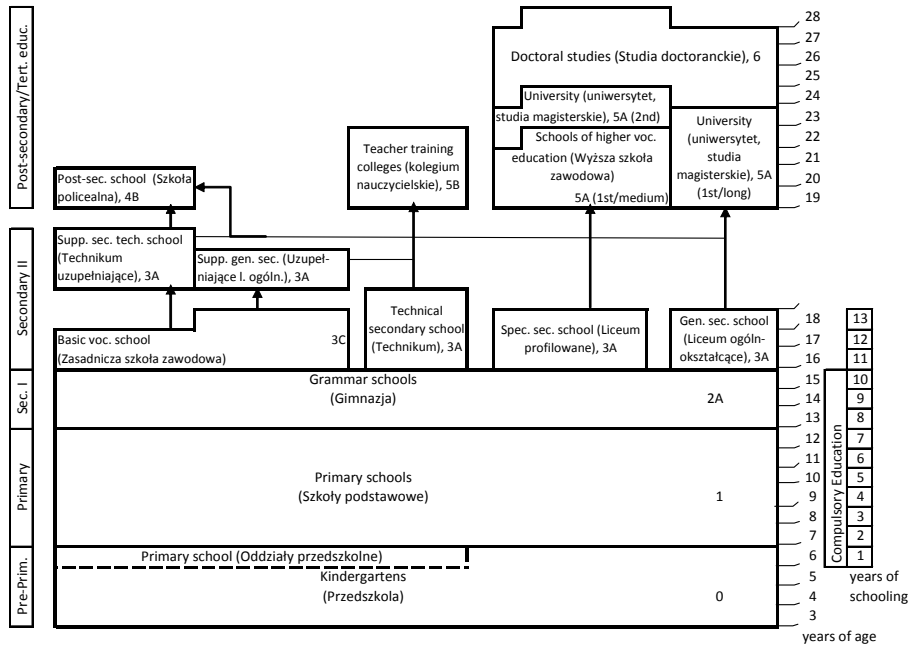 Post-secondary/Tert. educ.
Secondary II
Sec. I
Primary
Pre-Prim.
Doctoral studies (Studia doctoranckie), 6
University (uniwersytet,
studia magisterskie), 5A (2nd)
Schools of higher voc.
education (Wyższa szkoła
zawodowa)
5A (1st/medium)
University
(uniwersytet,
studia
magisterskie), 5A
(1st/long)
Teacher training
colleges (kolegium
nauczycielskie), 5B
Post-sec. school (Szkoła
policealna), 4B
Supp. sec. tech. school
(Technikum
uzupełniające), 3A
Supp. gen. sec. (Uzupeł-
niające l. ogóln.), 3A
Basic voc. school
(Zasadnicza szkoła zawodowa)
3C
Technical
secondary school
(Technikum), 3A
Spec. sec. school (Liceum
profilowane), 3A
Gen. sec. school
(Liceum ogóln-
okształcące), 3A
Grammar schools
(Gimnazja)
2A
Primary schools
(Szkoły podstawowe)
1
Primary school (Oddziały przedszkolne)
Kindergartens
(Przedszkola)
0
28
27
26
25
24
23
22
21
20
19
18
17
16
15
14
13
12
11
10
9
8
7
6
5
4
3
years of age
Compulsory Education
13
12
11
10
9
8
7
6
5
4
3
2
1
years of
schooling